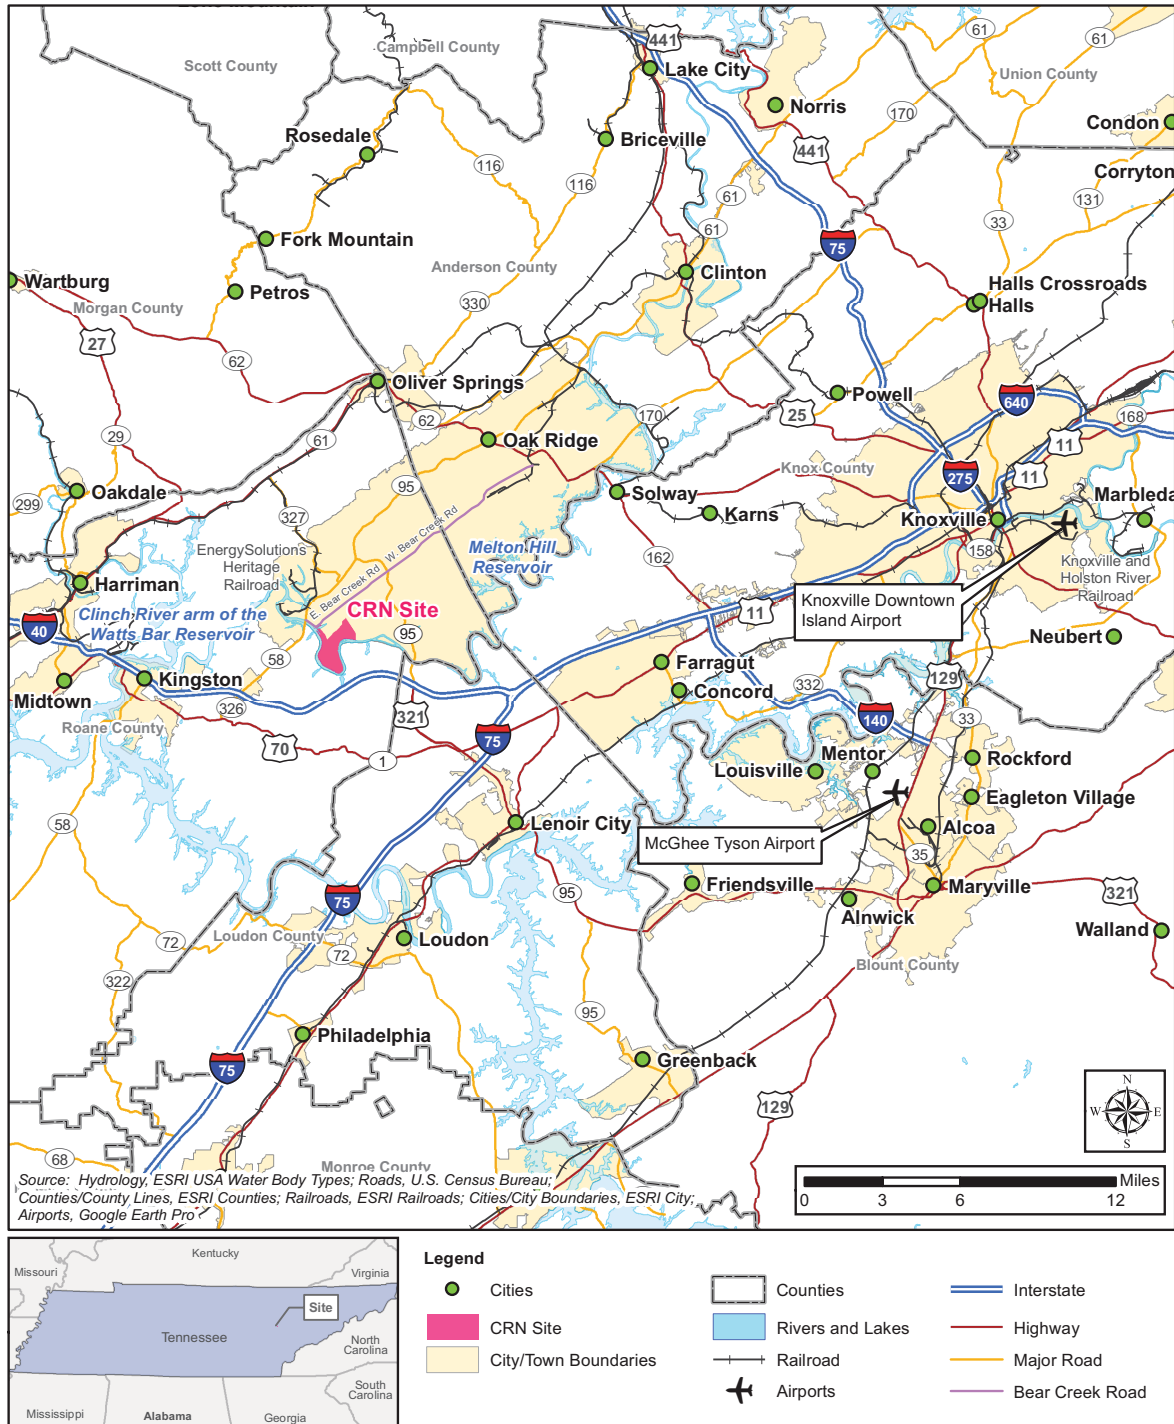 Campbell County
Scott County
441
Lake City
61
61
Union County
Norris
170
Condon
Rosedale
Briceville
441
116
116
Corryton
61
131
33
61
Fork Mountain
75
Anderson County
Clinton
Wartburg
Petros
Morgan County
330
Halls Crossroads
Halls
27
62
Oliver Springs
Powell
640
62
170
25
168
29
61
Oak Ridge
11
Knox County
275
11
95
Oakdale
Solway
Marbleda
299
Karns
Knoxville
327
W. Bear Creek Rd
EnergySolutions
Heritage
Railroad
Melton Hill
Reservoir
162
158
Knoxville and
Holston River
Railroad
Harriman
E. Bear Creek Rd
CRN Site
Knoxville Downtown
Island Airport
Clinch River arm of the
Watts Bar Reservoir
11
40
95
Neubert
58
Farragut
Kingston
129
Midtown
Concord
332
326
321
140
33
Roane County
70
75
1
Mentor
Rockford
Louisville
Eagleton Village
58
Lenoir City
Alcoa
McGhee Tyson Airport
35
Friendsville
Maryville
75
95
321
Alnwick
Walland
72
Loudon County
Loudon
72
Blount County
322
95
Philadelphia
Greenback
75
129
N
W
E
S
68
Monroe County
Source: Hydrology, ESRI USA Water Body Types; Roads, U.S. Census Bureau;
Counties/County Lines, ESRI Counties; Railroads, ESRI Railroads; Cities/City Boundaries, ESRI City;
Airports, Google Earth Pro
Miles
0 3 6 12
Kentucky
Missouri
Virginia
Site
Tennessee
North
Carolina
South
Carolina
Mississippi
Alabama
Georgia
Legend
Cities
CRN Site
City/Town Boundaries
Counties
Rivers and Lakes
Railroad
Airports
Interstate
Highway
Major Road
Bear Creek Road